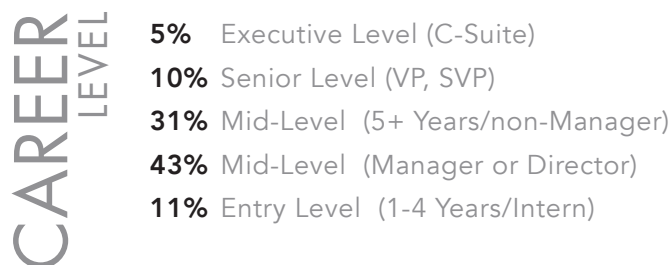 CAREER
LEVEL
5% Executive Level (C-Suite)
10% Senior Level (VP, SVP)
31% Mid-Level (5+ Years/non-Manager)
43% Mid-Level (Manager or Director)
11% Entry Level (1-4 Years/Intern)